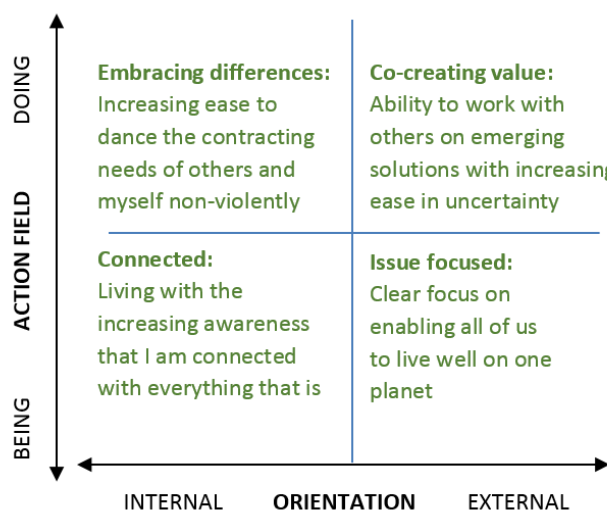 DOING
ACTION FIELD
BEING
Embracing differences:
Increasing ease to
dance the contracting
needs of others and
myself non-violently
Co-creating value:
Ability to work with
others on emerging
solutions with increasing
ease in uncertainty
Connected:
Living with the
increasing awareness
that I am connected
with everything that is
Issue focused:
Clear focus on
enabling all of us
to live well on one
planet
INTERNAL ORIENTATION EXTERNAL